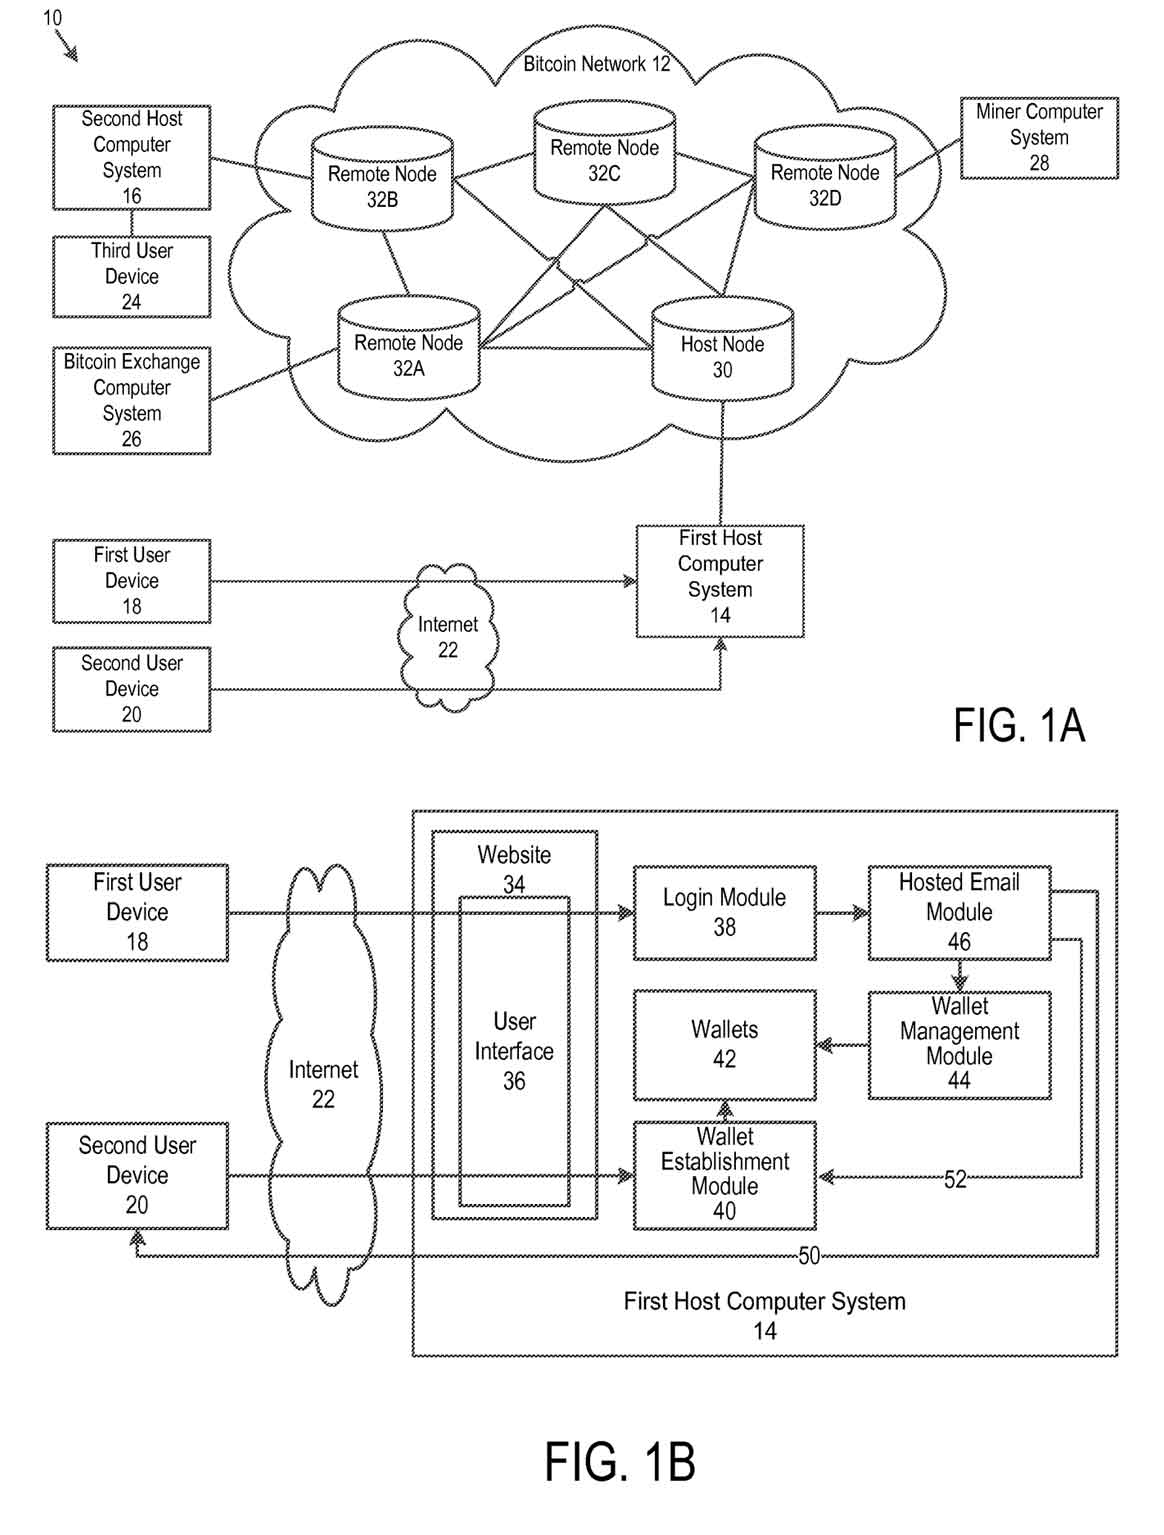 10
Bitcoin Network 12
Second Host
Computer
System
16
Third User
Device
24
Bitcoin Exchange
Computer
System
26
Remote Node
32B
Remote Node
32C
Remote Node
32D
Miner Computer
System
28
Remote Node
32A
Host Node
30
First User
Device
18
Second User
Device
20
Internet
22
First Host
Computer
System
14
FIG. 1A
First User
Device
18
Second User
Device
20
Internet
22
Website
34
User
Interface
36
Login Module
38
Hosted Email
Module
46
Wallets
42
Wallet
Management
Module
44
Wallet
Establishment
Module
40
52
50
First Host Computer System
14
FIG. 1B